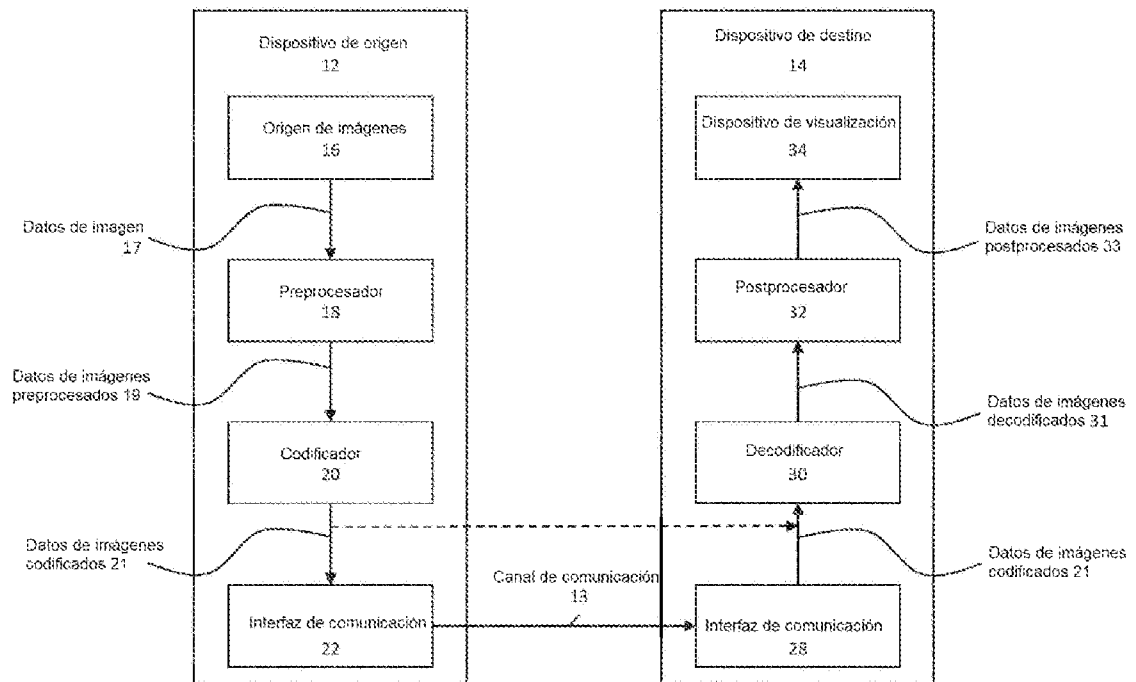 Dispositivo de origen
12
Origen de imágenes
16
Datos de imagen
17
Preprocesador
18
Datos de imágenes
preprocesados 19
Codificador
20
Datos de imágenes
codificados 21
Interfaz de comunicación
22
Canal de comunicación
13
Dispositivo de destino
14
Dispositivo de visualización
34
Datos de imágenes
postprocesados 33
Postprocesador
32
Datos de imágenes
decodificados 31
Decodificador
30
Datos de imágenes
codificados 21
Interfaz de comunicación
28